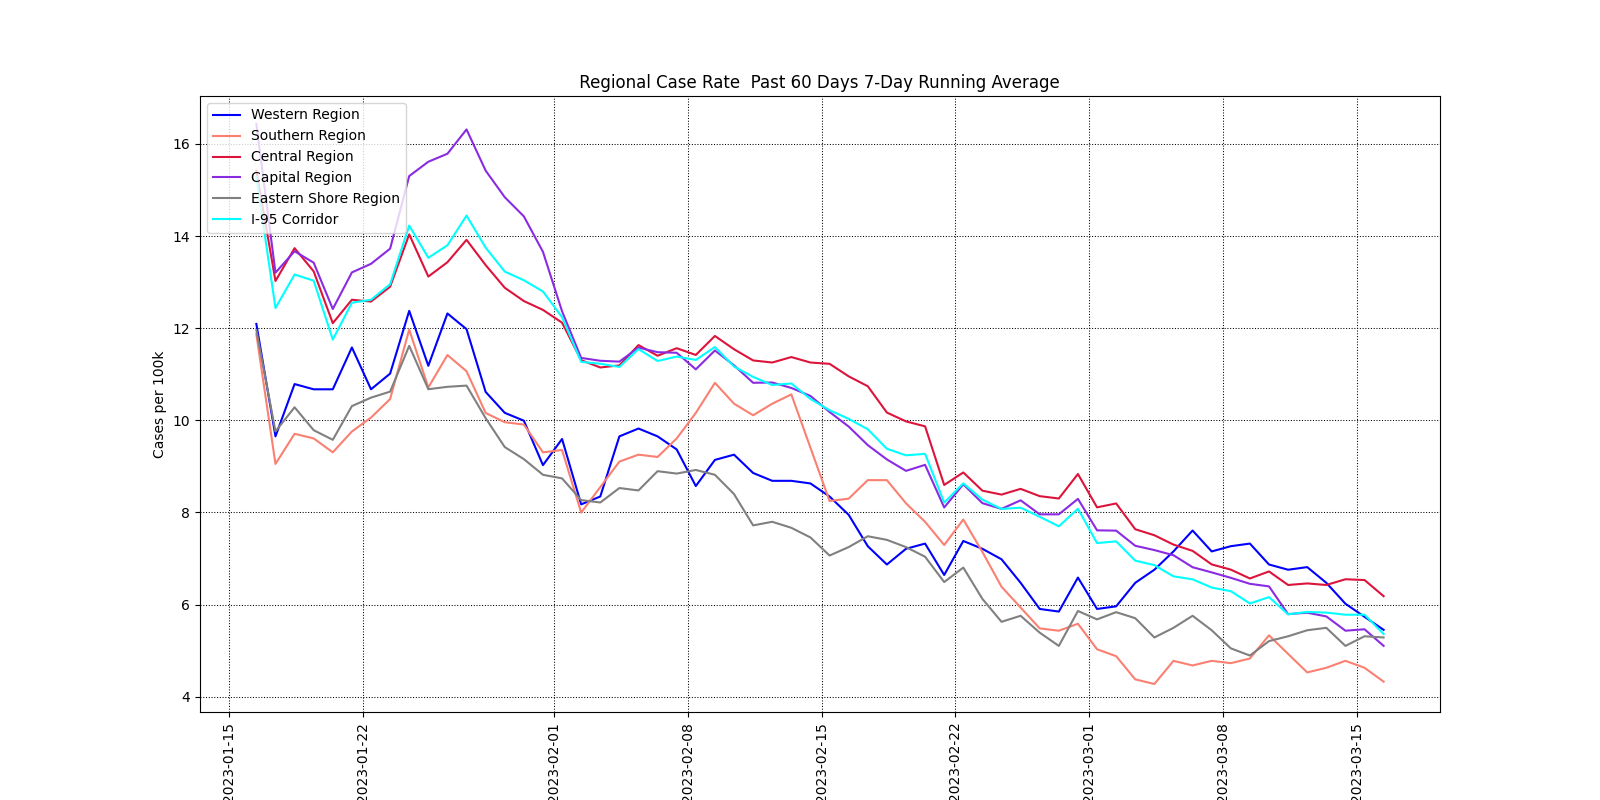 Regional Case Rate  Past 60 Days 7-Day Running Average
Western Region
Southern Region
Central Region
Capital Region
Eastern Shore Region
I-95 Corridor
Cases per 100k
16
14
12
10
8
6
4
2023-01-15
2023-01-22
2023-02-01
2023-02-08
2023-02-15
2023-02-22
2023-03-01
2023-03-08
2023-03-15